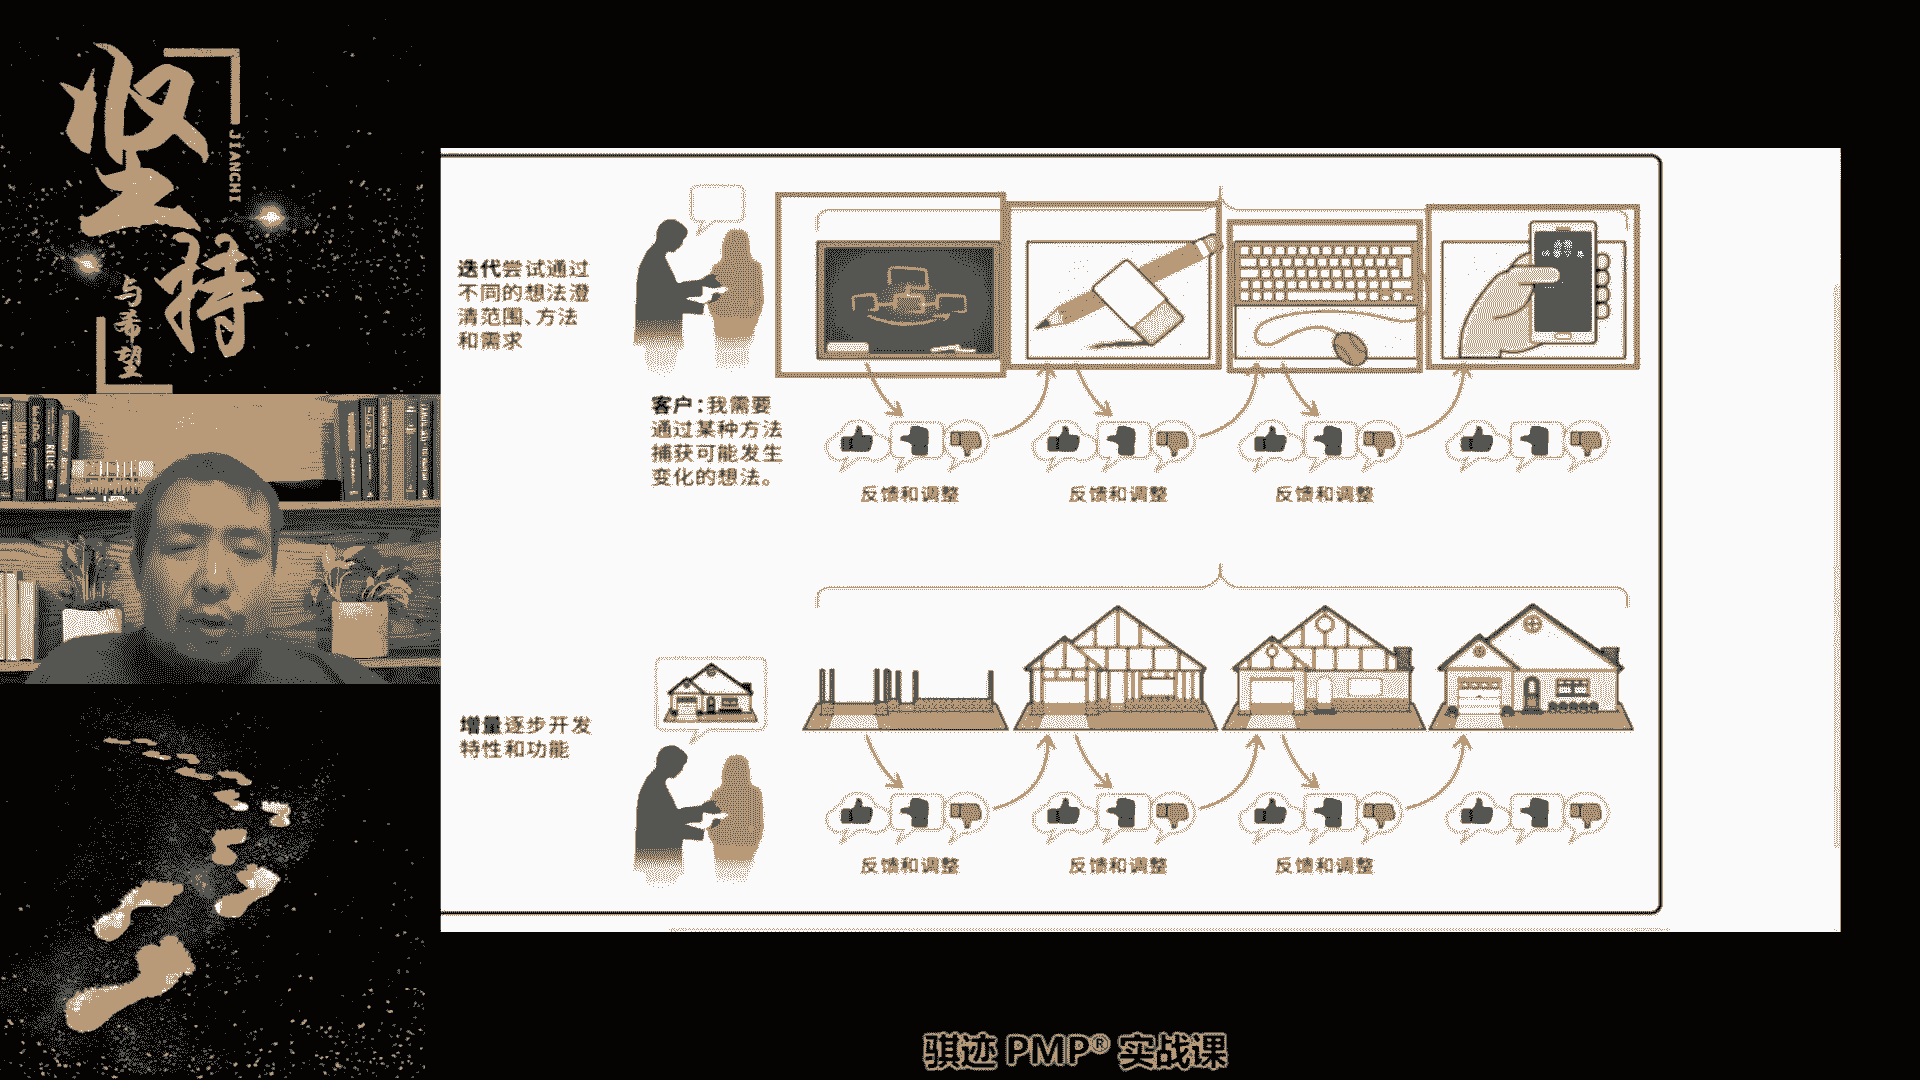 坚持
JIANCHI
与希望
迭代尝试通过
不同的想法澄
清范围、方法
和需求
客户：我需要
通过某种方法
捕获可能发生
变化的想法。
反馈和调整
反馈和调整
反馈和调整
增量逐步开发
特性和功能
反馈和调整
反馈和调整
反馈和调整
骐迹 PMP® 实战课